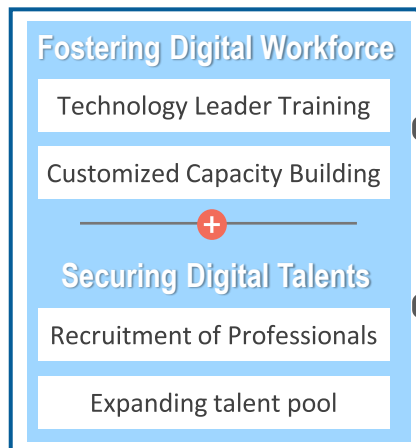 Fostering Digital Workforce
Technology Leader Training
Customized Capacity Building
+
Securing Digital Talents
Recruitment of Professionals
Expanding talent pool